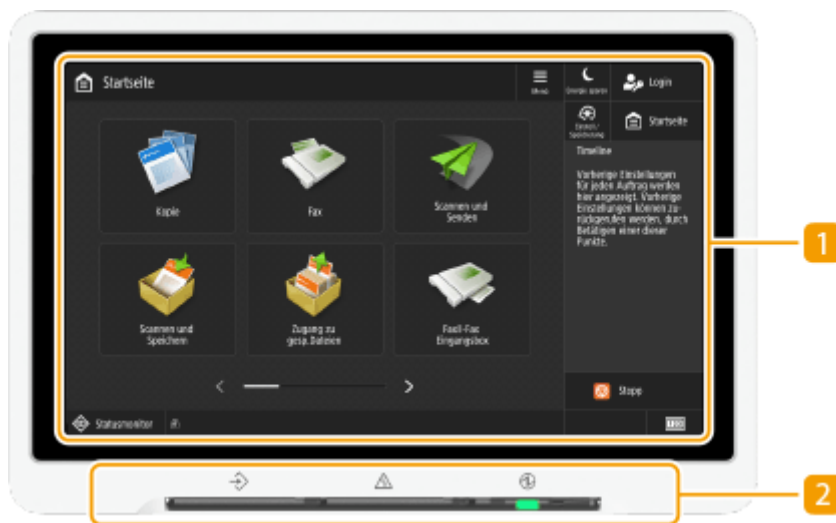 Startseite
Menü
Energie sparen
Login
Einstell./
Speicherung
Startseite
Timeline
Vorherige Einstellungen
für jeden Auftrag werden
hier angezeigt. Vorherige
Einstellungen können zu-
rückgerufen werden, durch
Betätigen einer dieser
Punkte.
Kopie
Fax
Scannen und
Senden
Scannen und
Speichern
Zugang zu
gesp.Dateien
Fax/I-Fax
Eingangsbox
Stopp
Statusmonitor
1
2